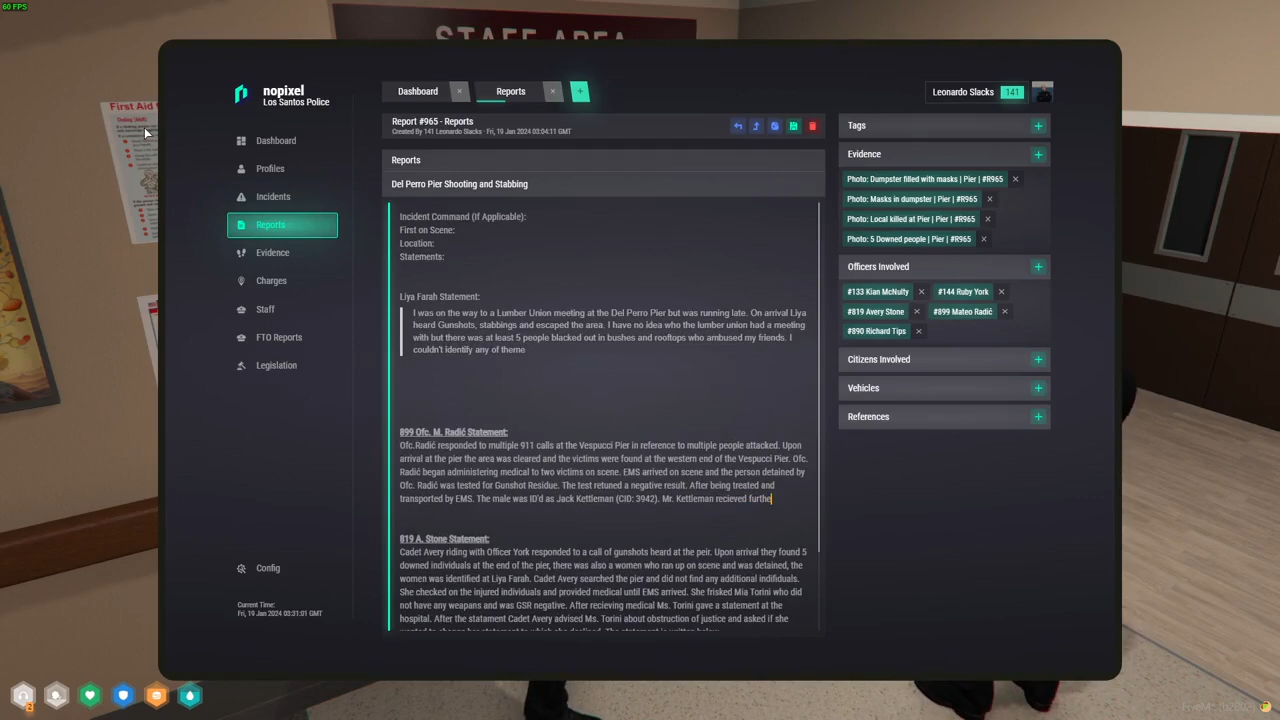 60 FPS
STAFF AREA
First Aid
nopixel
Los Santos Police
Dashboard
Reports
Leonardo Slacks 141
Report #965 - Reports
Created By 141 Leonardo Slacks · Fri, 19 Jan 2024 03:04:11 GMT
Dashboard
Profiles
Incidents
Reports
Evidence
Charges
Staff
FTO Reports
Legislation
Config
Current Time:
Fri, 19 Jan 2024 03:31:01 GMT
Reports
Del Perro Pier Shooting and Stabbing
Incident Command (If Applicable):
First on Scene:
Location:
Statements:
Liya Farah Statement:
I was on the way to a Lumber Union meeting at the Del Perro Pier but was running late. On arrival Liya
heard Gunshots, stabbings and escaped the area. I have no idea who the lumber union had a meeting
with but there was at least 5 people blacked out in bushes and rooftops who ambused my friends. I
couldn't identify any of theme
899 Ofc. M. Radić Statement:
Ofc.Radić responded to multiple 911 calls at the Vespucci Pier in reference to multiple people attacked. Upon
arrival at the pier the area was cleared and the victims were found at the western end of the Vespucci Pier. Ofc.
Radić began administering medical to two victims on scene. EMS arrived on scene and the person detained by
Ofc. Radić was tested for Gunshot Residue. The test retuned a negative result. After being treated and
transported by EMS. The male was ID'd as Jack Kettleman (CID: 3942). Mr. Kettleman recieved furthe
819 A. Stone Statement:
Cadet Avery riding with Officer York responded to a call of gunshots heard at the peir. Upon arrival they found 5
downed individuals at the end of the pier, there was also a women who ran up on scene and was detained, the
women was identified at Liya Farah. Cadet Avery searched the pier and did not find any additional indifiduals.
She checked on the injured individuals and provided medical until EMS arrived. She frisked Mia Torini who did
not have any weapons and was GSR negative. After recieving medical Ms. Torini gave a statement at the
hospital. After the statament Cadet Avery advised Ms. Torini about obstruction of justice and asked if she
wanted to change her statement to which she declined. The statement is written below
Tags
Evidence
Photo: Dumpster filled with masks | Pier | #R965
Photo: Masks in dumpster | Pier | #R965
Photo: Local killed at Pier | Pier | #R965
Photo: 5 Downed people | Pier | #R965
Officers Involved
#133 Kian McNulty
#144 Ruby York
#819 Avery Stone
#899 Mateo Radić
#890 Richard Tips
Citizens Involved
Vehicles
References
2